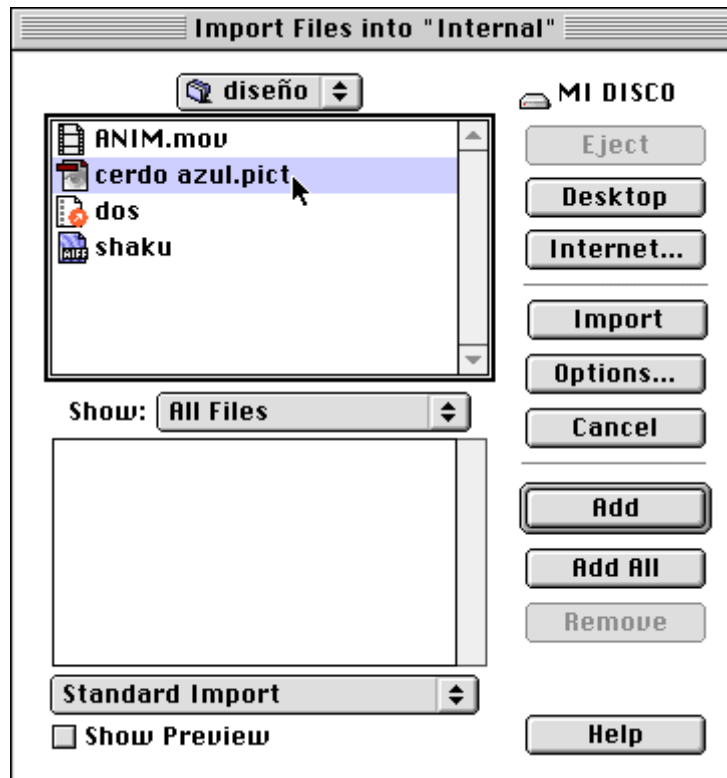 Import Files into "Internal"
diseño
MI DISCO
ANIM.mov
cerdo azul.pict
dos
AIFF
shaku
Eject
Desktop
Internet...
Import
Options...
Cancel
Show:
All Files
Add
Add All
Remove
Standard Import
Show Preview
Help